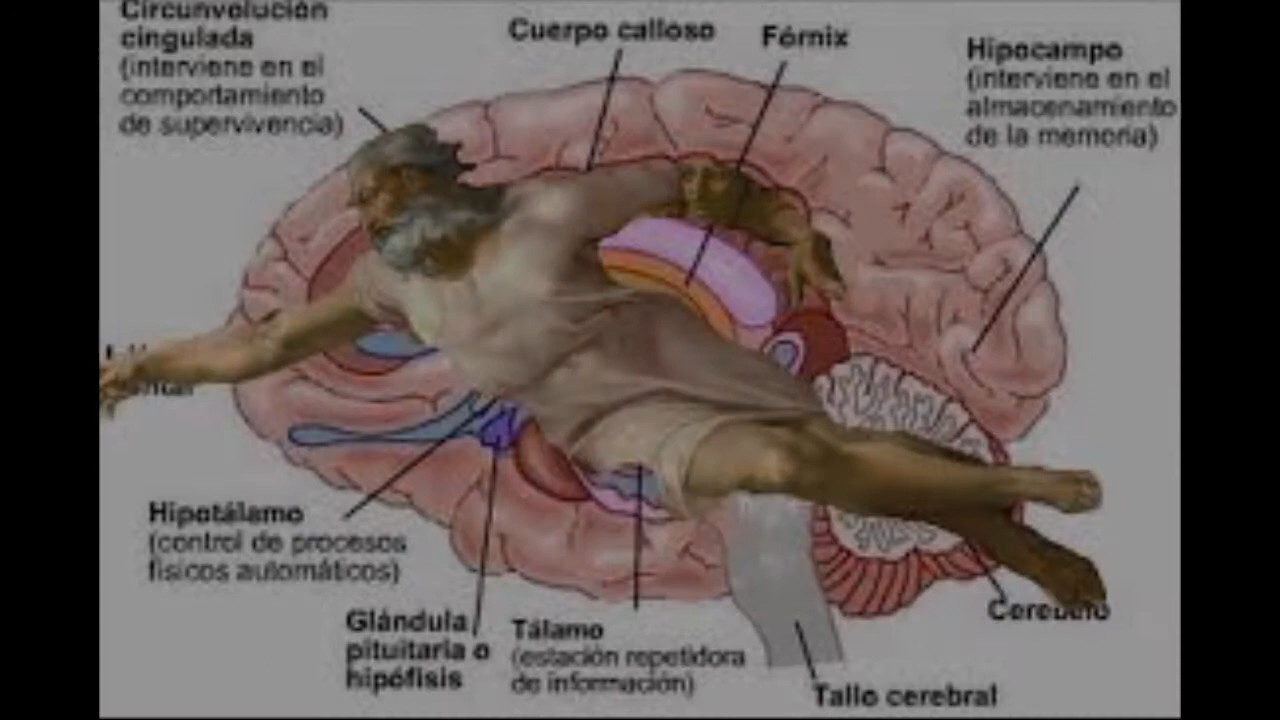 Circunvolución
cingulada
(interviene en el
comportamiento
de supervivencia)
Cuerpo calloso
Fórnix
Hipocampo
(interviene en el
almacenamiento
de la memoria)
Hipotálamo
(control de procesos
físicos automáticos)
Glándula
pituitaria o
hipófisis
Tálamo
(estación repetidora
de información)
Tallo cerebral
Cerebelo